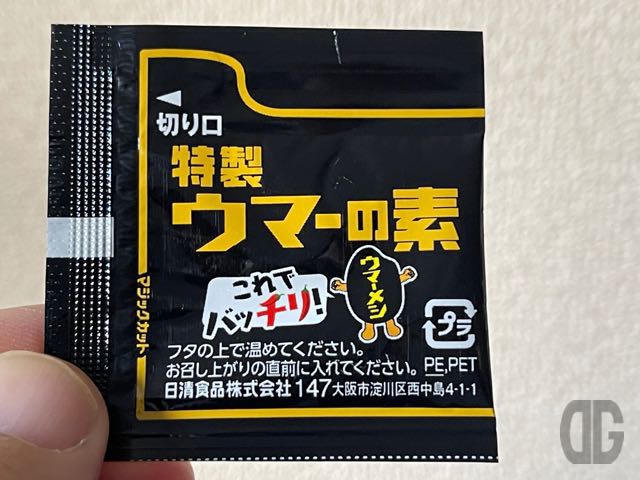 切り口
特製
ウマーの素
これで
バッチリ!
ウマーメシ
マジックカット
プラ
フタの上で温めてください。
お召し上がりの直前に入れてください。 PE,PET
日清食品株式会社147大阪市淀川区西中島4-1-1
DG